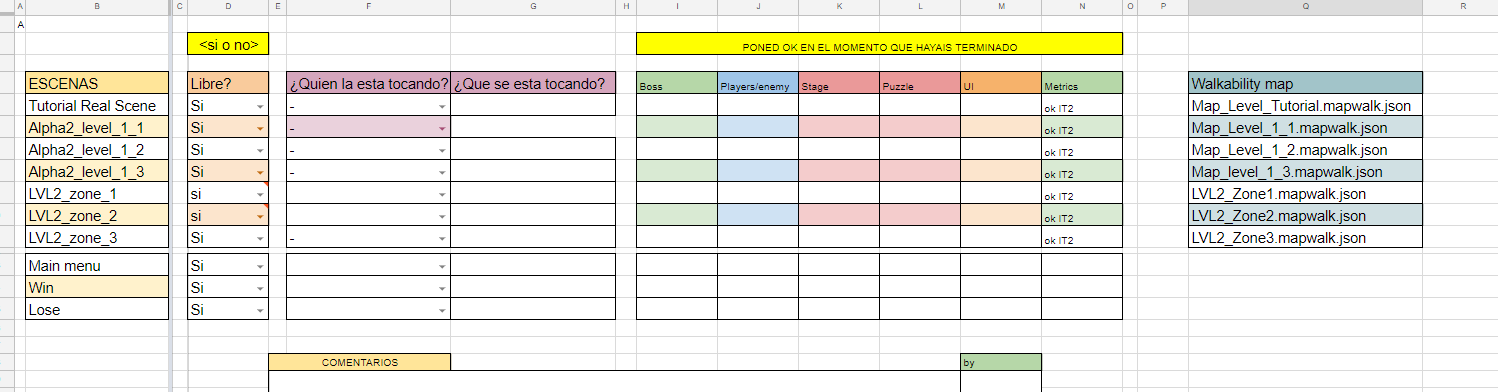 A B C D E F G H I J K L M N O P Q R
A
<si o no> PONED OK EN EL MOMENTO QUE HAYAIS TERMINADO
ESCENAS Libre? ¿Quien la esta tocando? ¿Que se esta tocando? Boss Players/enemy Stage Puzzle UI Metrics Walkability map
Tutorial Real Scene Si - ok IT2 Map_Level_Tutorial.mapwalk.json
Alpha2_level_1_1 Si - ok IT2 Map_Level_1_1.mapwalk.json
Alpha2_level_1_2 Si - ok IT2 Map_Level_1_2.mapwalk.json
Alpha2_level_1_3 Si - ok IT2 Map_level_1_3.mapwalk.json
LVL2_zone_1 si ok IT2 LVL2_Zone1.mapwalk.json
LVL2_zone_2 si ok IT2 LVL2_Zone2.mapwalk.json
LVL2_zone_3 Si - ok IT2 LVL2_Zone3.mapwalk.json
Main menu Si
Win Si
Lose Si
COMENTARIOS by